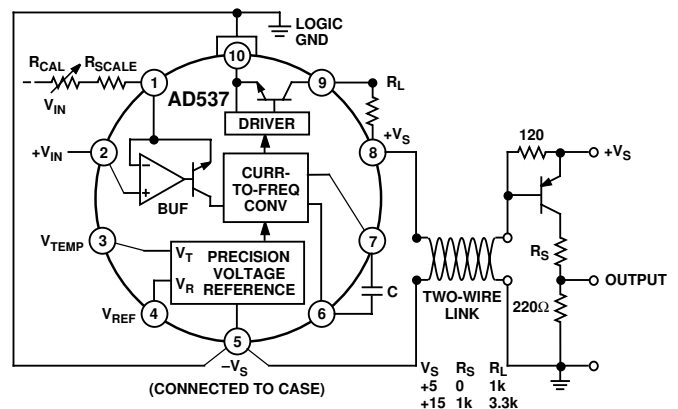 LOGIC
GND
10
R_CAL R_SCALE
V_IN
1
AD537
9
R_L
DRIVER
+V_S
8
+V_IN
2
−
+
BUF
CURR-
TO-FREQ
CONV
120
+V_S
V_TEMP
3
V_T
V_R
PRECISION
VOLTAGE
REFERENCE
7
C
R_S
TWO-WIRE
LINK
OUTPUT
220Ω
V_REF
4
6
5
−V_S
(CONNECTED TO CASE)
V_S R_S R_L
+5 0 1k
+15 1k 3.3k